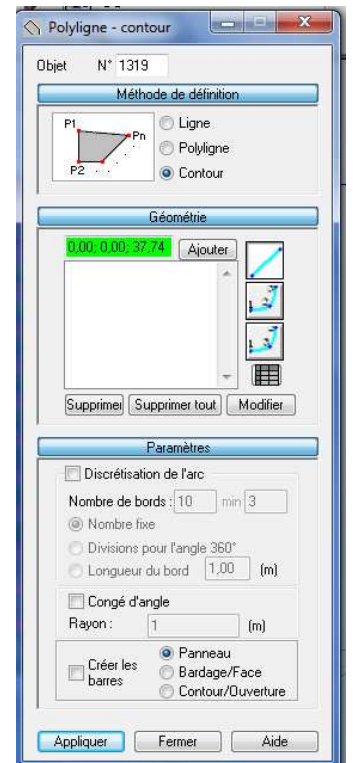 Polyligne - contour
Objet N° 1319
Méthode de définition
P1
Pn
P2
Ligne
Polyligne
Contour
Géométrie
0,00; 0,00; 37,74 Ajouter
Supprimer Supprimer tout Modifier
Paramètres
Discrétisation de l'arc
Nombre de bords : 10 min 3
Nombre fixe
Divisions pour l'angle 360°
Longueur du bord 1,00 (m)
Congé d'angle
Rayon : 1 (m)
Créer les barres
Panneau
Bardage/Face
Contour/Ouverture
Appliquer Fermer Aide